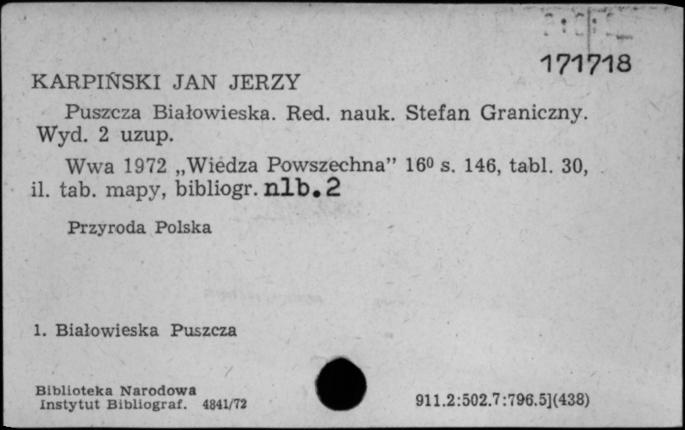 171718
KARPIŃSKI JAN JERZY
Puszcza Białowieska. Red. nauk. Stefan Graniczny.
Wyd. 2 uzup.
Wwa 1972 „Wiedza Powszechna” 16⁰ s. 146, tabl. 30,
il. tab. mapy, bibliogr. nlb.2
Przyroda Polska
1. Białowieska Puszcza
Biblioteka Narodowa
Instytut Bibliograf. 4841/72
911.2:502.7:796.5](438)